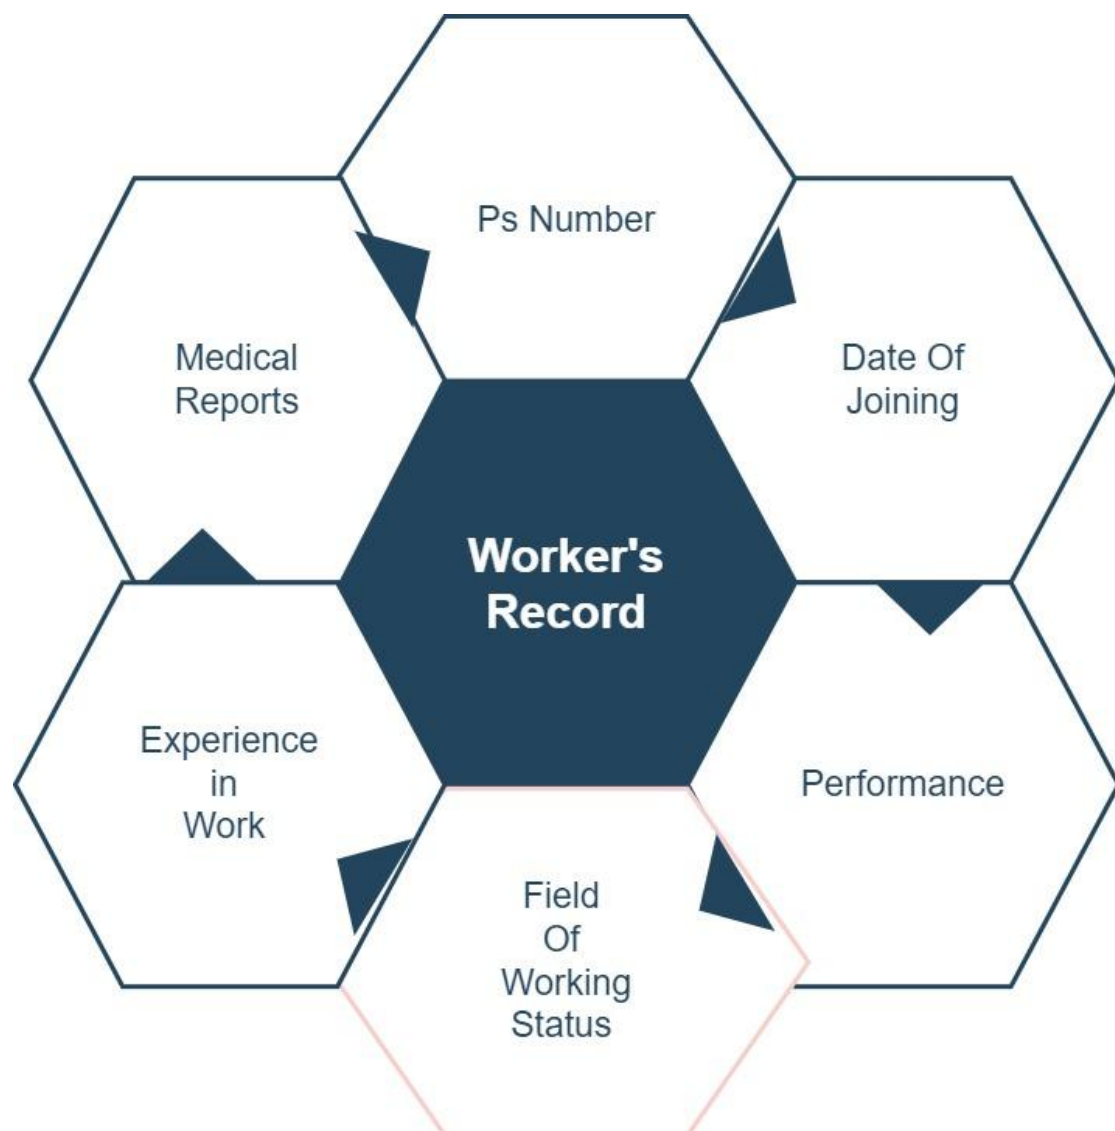 Ps Number
Medical
Reports
Date Of
Joining
Worker's
Record
Experience
in
Work
Performance
Field
Of
Working
Status